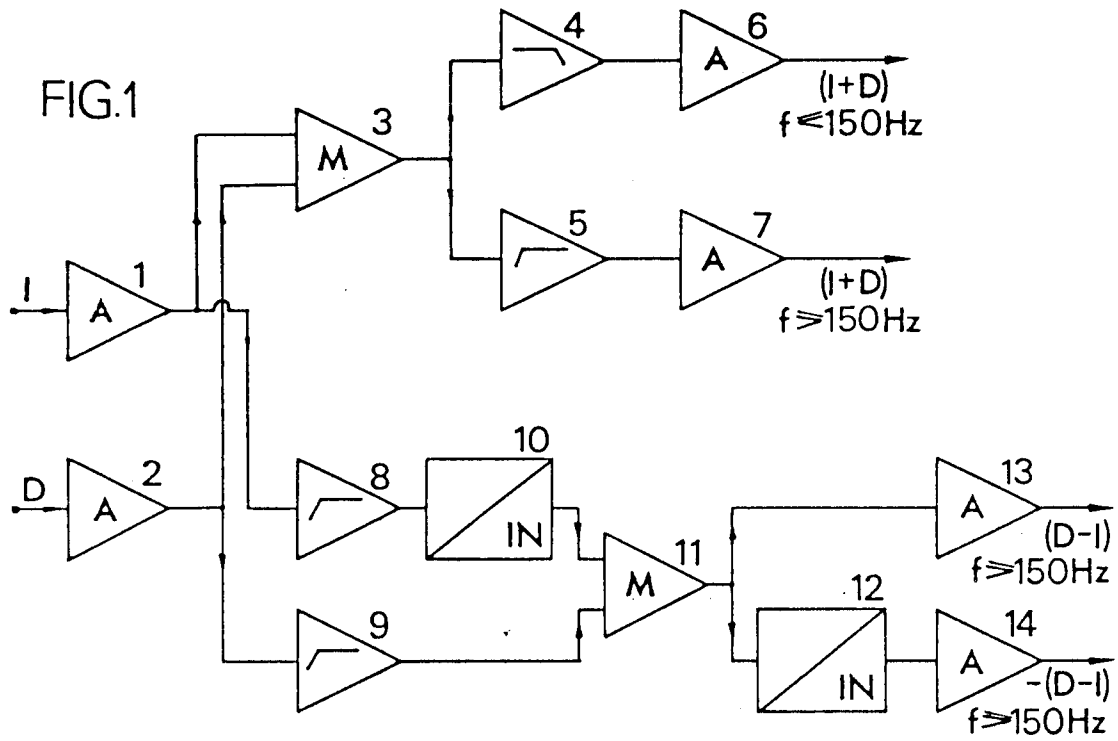 FIG.1
4
6
A
(I+D)
f≤150Hz
3
M
5
7
A
(I+D)
f≥150Hz
I
1
A
D
2
A
8
10
IN
9
11
M
12
IN
13
A
(D-I)
f≥150Hz
14
A
-(D-I)
f≥150Hz